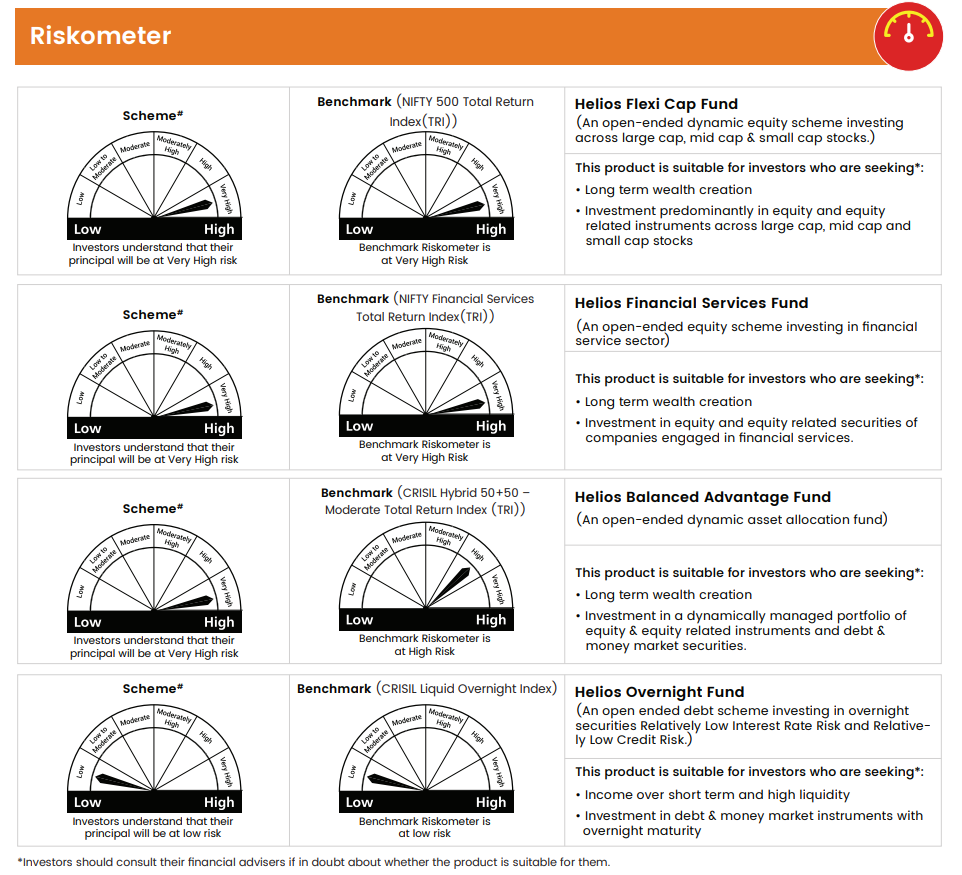 Riskometer
Scheme#
Low
Low to
Moderate
Moderate
Moderately
High
High
Very High
Low High
Investors understand that their
principal will be at Very High risk
Benchmark (NIFTY 500 Total Return
Index(TRI))
Low
Low to
Moderate
Moderate
Moderately
High
High
Very High
Low High
Benchmark Riskometer is
at Very High Risk
Helios Flexi Cap Fund
(An open-ended dynamic equity scheme investing
across large cap, mid cap & small cap stocks.)
This product is suitable for investors who are seeking*:
• Long term wealth creation
• Investment predominantly in equity and equity
related instruments across large cap, mid cap and
small cap stocks
Scheme#
Low
Low to
Moderate
Moderate
Moderately
High
High
Very High
Low High
Investors understand that their
principal will be at Very High risk
Benchmark (NIFTY Financial Services
Total Return Index(TRI))
Low
Low to
Moderate
Moderate
Moderately
High
High
Very High
Low High
Benchmark Riskometer is
at Very High Risk
Helios Financial Services Fund
(An open-ended equity scheme investing in financial
service sector)
This product is suitable for investors who are seeking*:
• Long term wealth creation
• Investment in equity and equity related securities of
companies engaged in financial services.
Scheme#
Low
Low to
Moderate
Moderate
Moderately
High
High
Very High
Low High
Investors understand that their
principal will be at Very High risk
Benchmark (CRISIL Hybrid 50+50 –
Moderate Total Return Index (TRI))
Low
Low to
Moderate
Moderate
Moderately
High
High
Very High
Low High
Benchmark Riskometer is
at High Risk
Helios Balanced Advantage Fund
(An open-ended dynamic asset allocation fund)
This product is suitable for investors who are seeking*:
• Long term wealth creation
• Investment in a dynamically managed portfolio of
equity & equity related instruments and debt &
money market securities.
Scheme#
Low
Low to
Moderate
Moderate
Moderately
High
High
Very High
Low High
Investors understand that their
principal will be at low risk
Benchmark (CRISIL Liquid Overnight Index)
Low
Low to
Moderate
Moderate
Moderately
High
High
Very High
Low High
Benchmark Riskometer is
at low risk
Helios Overnight Fund
(An open ended debt scheme investing in overnight
securities Relatively Low Interest Rate Risk and Relative-
ly Low Credit Risk.)
This product is suitable for investors who are seeking*:
• Income over short term and high liquidity
• Investment in debt & money market instruments with
overnight maturity
*Investors should consult their financial advisers if in doubt about whether the product is suitable for them.